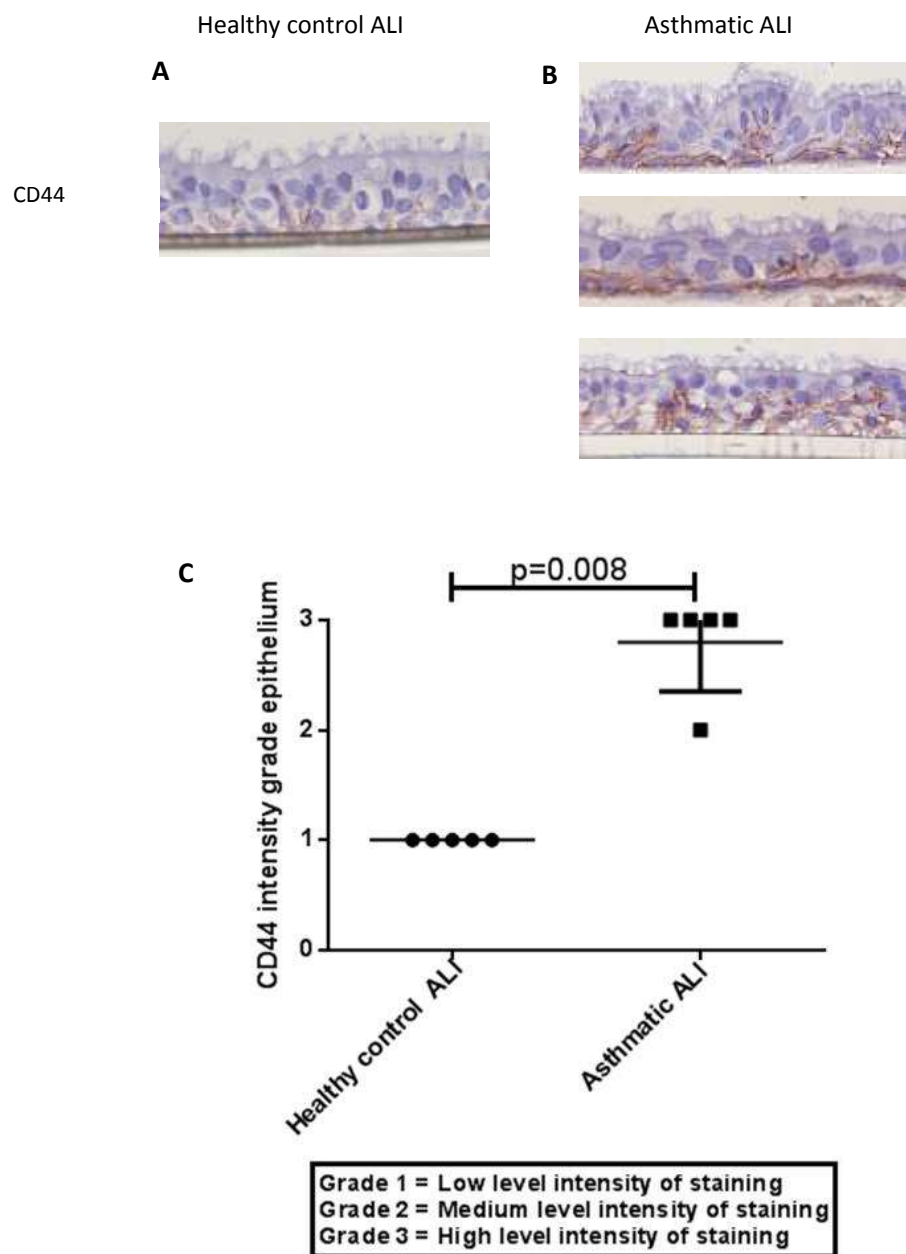 Healthy control ALI
Asthmatic ALI
A
B
CD44
C
p=0.008
CD44 intensity grade epithelium
3
2
1
0
Healthy control ALI
Asthmatic ALI
Grade 1 = Low level intensity of staining
Grade 2 = Medium level intensity of staining
Grade 3 = High level intensity of staining